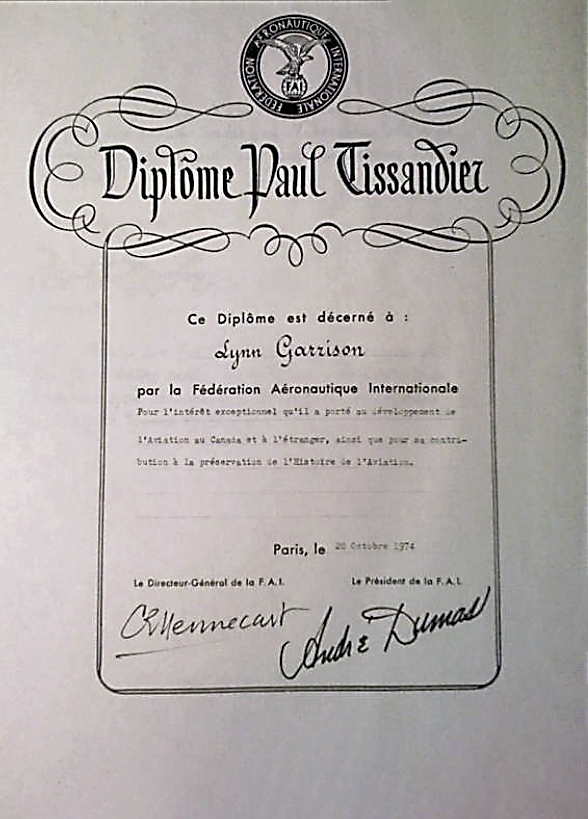 FÉDÉRATION AÉRONAUTIQUE INTERNATIONALE
FAI
Diplôme Paul Tissandier
Ce Diplôme est décerné à :
Lynn Garrison
par la Fédération Aéronautique Internationale
Pour l'intérêt exceptionnel qu'il a porté au développement de
l'Aviation au Canada et à l'étranger, ainsi que pour sa contri-
bution à la préservation de l'Histoire de l'Aviation.
Paris, le 20 Octobre 1974
Le Directeur-Général de la F.A.I. Le Président de la F.A.I.
CEHennecart
André Dumas